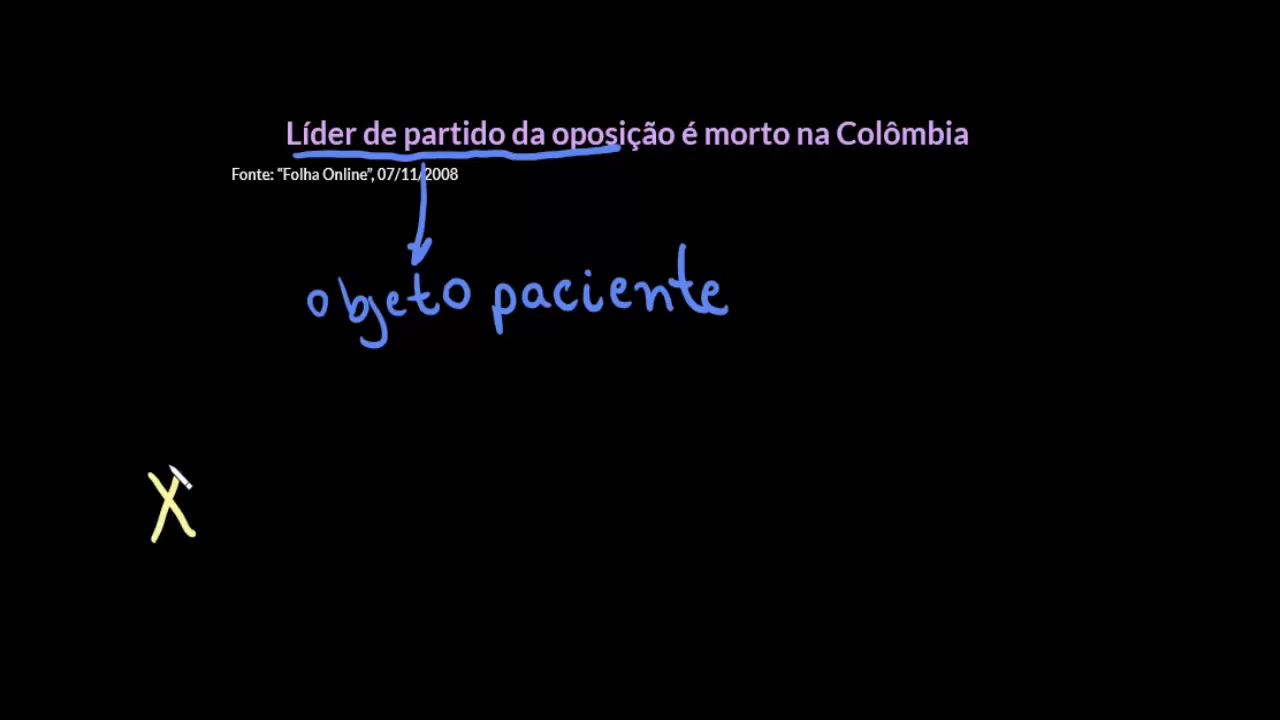 Líder de partido da oposição é morto na Colômbia
Fonte: “Folha Online”, 07/11/2008
objeto paciente
X